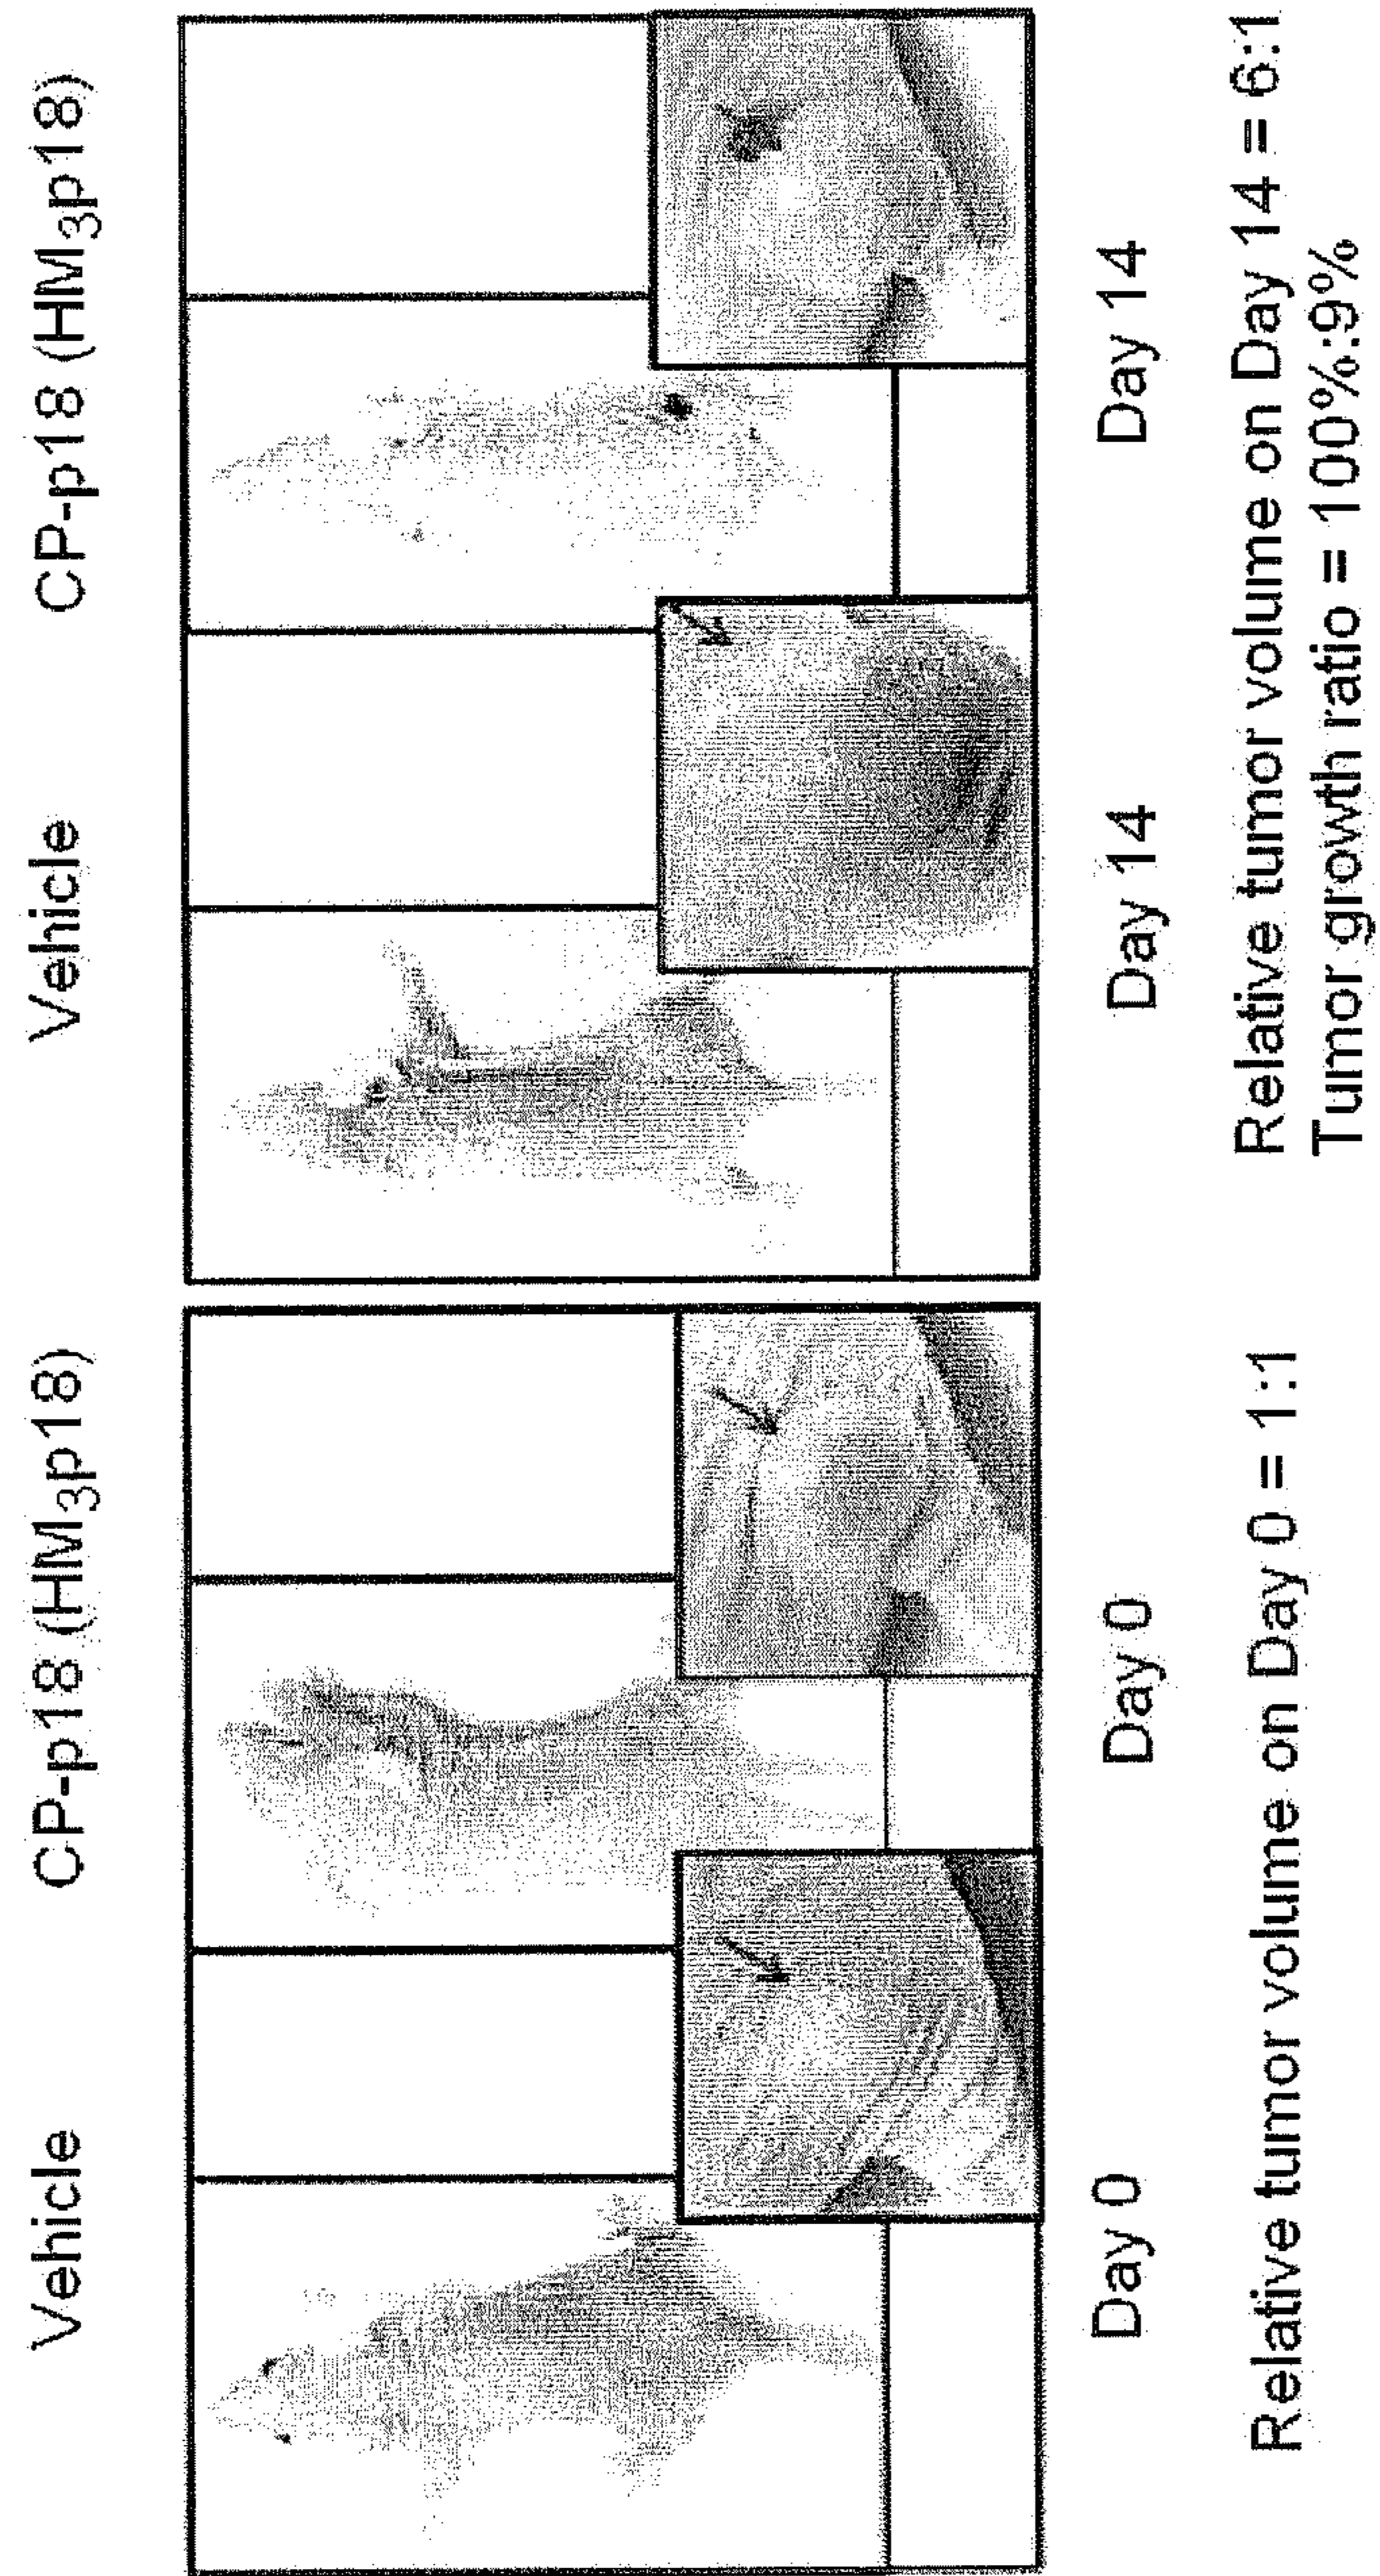 Vehicle
CP-p18 (HM3p18)
Vehicle
CP-p18 (HM3p18)
Day 0
Day 0
Day 14
Day 14
Relative tumor volume on Day 0 = 1:1
Relative tumor volume on Day 14 = 6:1
Tumor growth ratio = 100%:9%